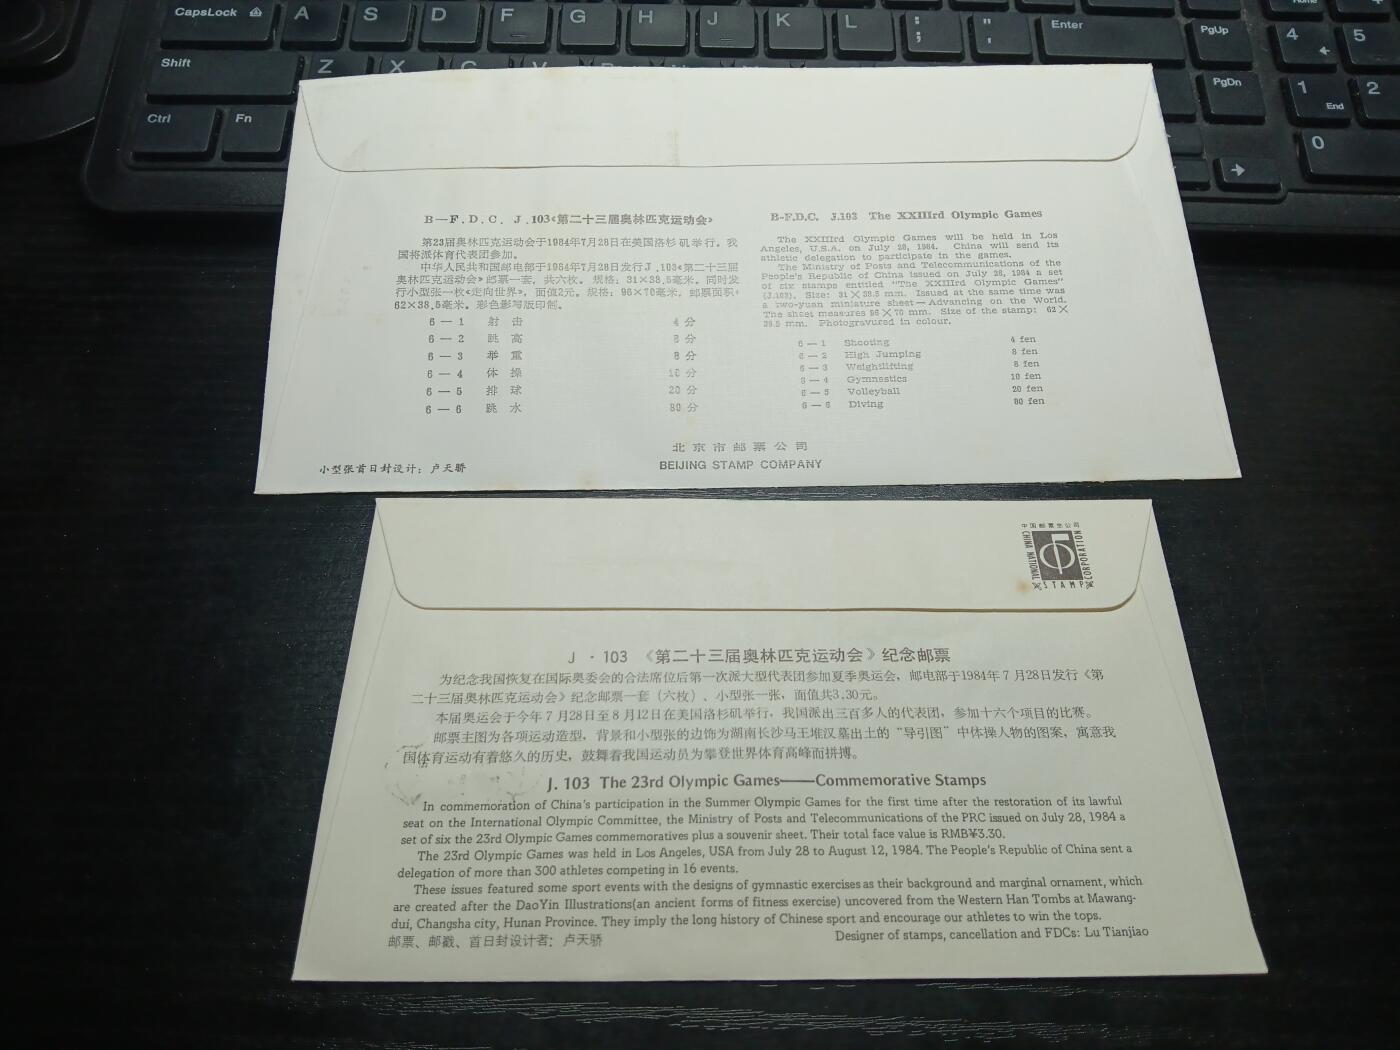 CapsLock A S D F G H J K L : ; " ' Enter
Home
PgUp 4 5
Shift Z X C V
PgDn 1 End 2
Ctrl Fn
0
B—F.D.C. J.103《第二十三届奥林匹克运动会》
第23届奥林匹克运动会于1984年7月28日在美国洛杉矶举行。我
国将派体育代表团参加。
中华人民共和国邮电部于1984年7月28日发行J.103《第二十三届
奥林匹克运动会》邮票一套,共六枚。规格:31×38.5毫米。同时发
行小型张一枚《走向世界》,面值2元。规格:96×70毫米,邮票面积:
62×38.5毫米。彩色影写版印制。
6—1 射击 4分
6—2 跳高 8分
6—3 举重 8分
6—4 体操 10分
6—5 排球 20分
6—6 跳水 80分
B-F.D.C. J.103 The XXIIIrd Olympic Games
The XXIIIrd Olympic Games will be held in Los
Angeles, U.S.A. on July 28, 1984. China will send its
athletic delegation to participate in the games.
The Ministry of Posts and Telecommunications of the
People's Republic of China issued on July 28, 1984 a set
of six stamps entitled "The XXIIIrd Olympic Games"
(J.103). Size: 31×38.5 mm. Issued at the same time was
a two-yuan miniature sheet—Advancing on the World.
The sheet measures 96×70 mm. Size of the stamp: 62×
38.5 mm. Photogravured in colour.
6—1 Shooting 4 fen
6—2 High Jumping 8 fen
6—3 Weightlifting 8 fen
6—4 Gymnastics 10 fen
6—5 Volleyball 20 fen
6—6 Diving 80 fen
北京市邮票公司
BEIJING STAMP COMPANY
小型张首日封设计:卢天骄
中国邮票总公司
CHINA NATIONAL STAMP CORPORATION
J·103 《第二十三届奥林匹克运动会》纪念邮票
为纪念我国恢复在国际奥委会的合法席位后第一次派大型代表团参加夏季奥运会,邮电部于1984年7月28日发行《第
二十三届奥林匹克运动会》纪念邮票一套(六枚)、小型张一张,面值共3.30元。
本届奥运会于今年7月28日至8月12日在美国洛杉矶举行,我国派出三百多人的代表团,参加十六个项目的比赛。
邮票主图为各项运动造型,背景和小型张的边饰为湖南长沙马王堆汉墓出土的“导引图”中体操人物的图案,寓意我
国体育运动有着悠久的历史,鼓舞着我国运动员为攀登世界体育高峰而拼搏。
J. 103 The 23rd Olympic Games——Commemorative Stamps
In commemoration of China's participation in the Summer Olympic Games for the first time after the restoration of its lawful
seat on the International Olympic Committee, the Ministry of Posts and Telecommunications of the PRC issued on July 28, 1984 a
set of six the 23rd Olympic Games commemoratives plus a souvenir sheet. Their total face value is RMB¥3.30.
The 23rd Olympic Games was held in Los Angeles, USA from July 28 to August 12, 1984. The People's Republic of China sent a
delegation of more than 300 athletes competing in 16 events.
These issues featured some sport events with the designs of gymnastic exercises as their background and marginal ornament, which
are created after the DaoYin Illustrations(an ancient forms of fitness exercise) uncovered from the Western Han Tombs at Mawang-
dui, Changsha city, Hunan Province. They imply the long history of Chinese sport and encourage our athletes to win the tops.
邮票、邮戳、首日封设计者:卢天骄 Designer of stamps, cancellation and FDCs: Lu Tianjiao